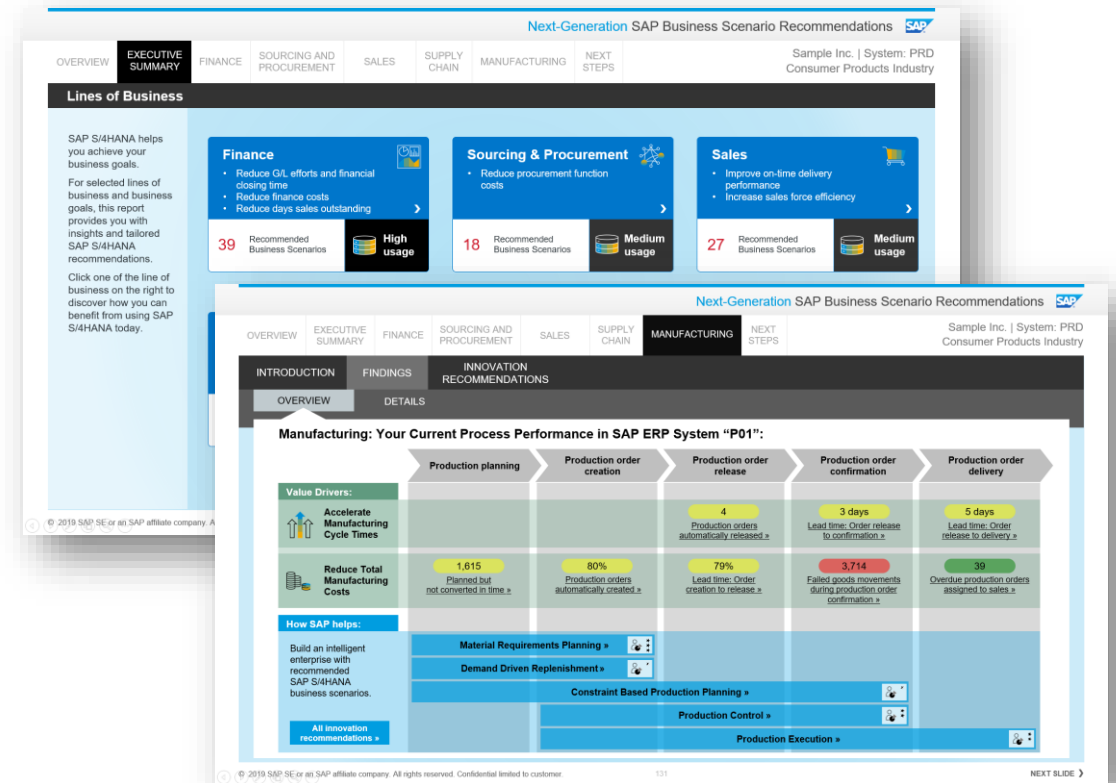 Next-Generation SAP Business Scenario Recommendations SAP
OVERVIEW
EXECUTIVE
SUMMARY
FINANCE
SOURCING AND
PROCUREMENT
SALES
SUPPLY
CHAIN
MANUFACTURING
NEXT
STEPS
Sample Inc. | System: PRD
Consumer Products Industry
Lines of Business
SAP S/4HANA helps
you achieve your
business goals.
For selected lines of
business and business
goals, this report
provides you with
insights and tailored
SAP S/4HANA
recommendations.
Click one of the line of
business on the right to
discover how you can
benefit from using SAP
S/4HANA today.
Finance
• Reduce G/L efforts and financial
closing time
• Reduce finance costs
• Reduce days sales outstanding
39
Recommended
Business Scenarios
High
usage
Sourcing & Procurement
• Reduce procurement function
costs
18
Recommended
Business Scenarios
Medium
usage
Sales
• Improve on-time delivery
performance
• Increase sales force efficiency
27
Recommended
Business Scenarios
Medium
usage
© 2019 SAP SE or an SAP affiliate company. A
Next-Generation SAP Business Scenario Recommendations SAP
OVERVIEW
EXECUTIVE
SUMMARY
FINANCE
SOURCING AND
PROCUREMENT
SALES
SUPPLY
CHAIN
MANUFACTURING
NEXT
STEPS
Sample Inc. | System: PRD
Consumer Products Industry
INTRODUCTION
FINDINGS
INNOVATION
RECOMMENDATIONS
OVERVIEW
DETAILS
Manufacturing: Your Current Process Performance in SAP ERP System “P01”:
Production planning
Production order
creation
Production order
release
Production order
confirmation
Production order
delivery
Value Drivers:
Accelerate
Manufacturing
Cycle Times
4
Production orders
automatically released »
3 days
Lead time: Order release
to confirmation »
5 days
Lead time: Order
release to delivery »
Reduce Total
Manufacturing
Costs
1,615
Planned but
not converted in time »
80%
Production orders
automatically created »
79%
Lead time: Order
creation to release »
3,714
Failed goods movements
during production order
confirmation »
39
Overdue production orders
assigned to sales »
How SAP helps:
Build an intelligent
enterprise with
recommended
SAP S/4HANA
business scenarios.
All innovation
recommendations »
Material Requirements Planning »
Demand Driven Replenishment »
Constraint Based Production Planning »
Production Control »
Production Execution »
© 2019 SAP SE or an SAP affiliate company. All rights reserved. Confidential limited to customer.
131
NEXT SLIDE ❯